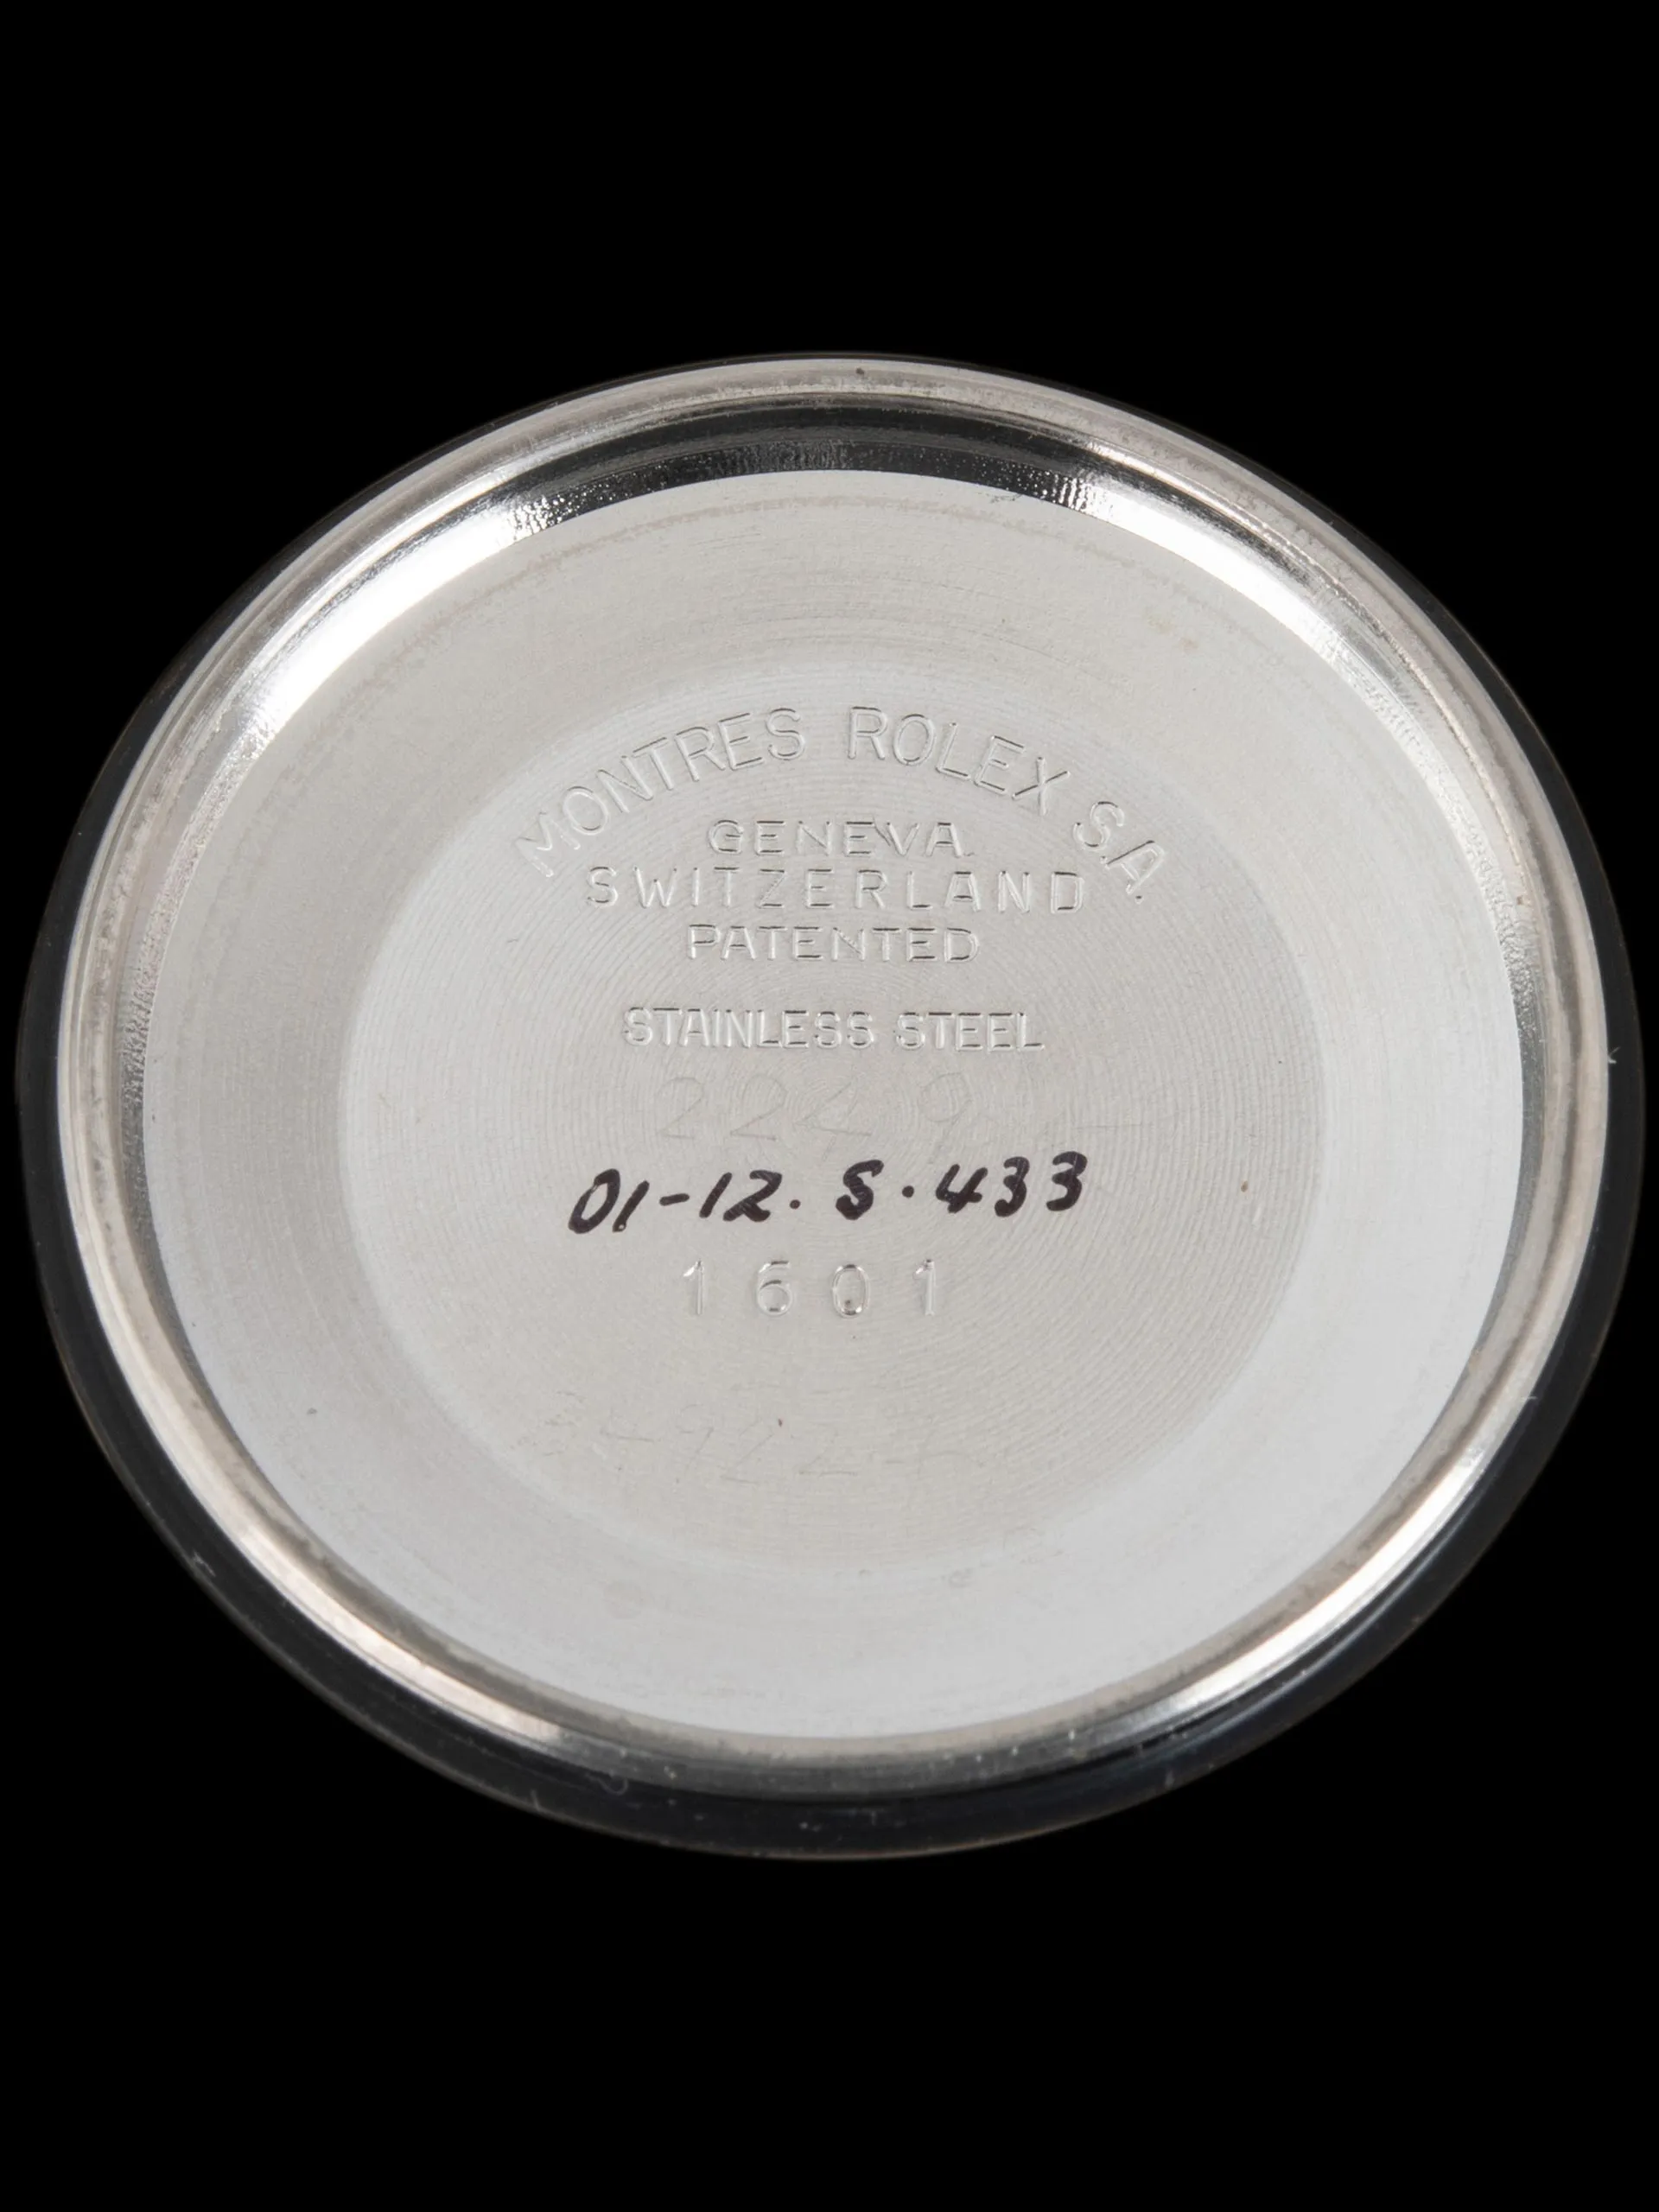 MONTRES ROLEX S.A.
GENEVA.
SWITZERLAND
PATENTED
STAINLESS STEEL
01-12. S. 433
1601